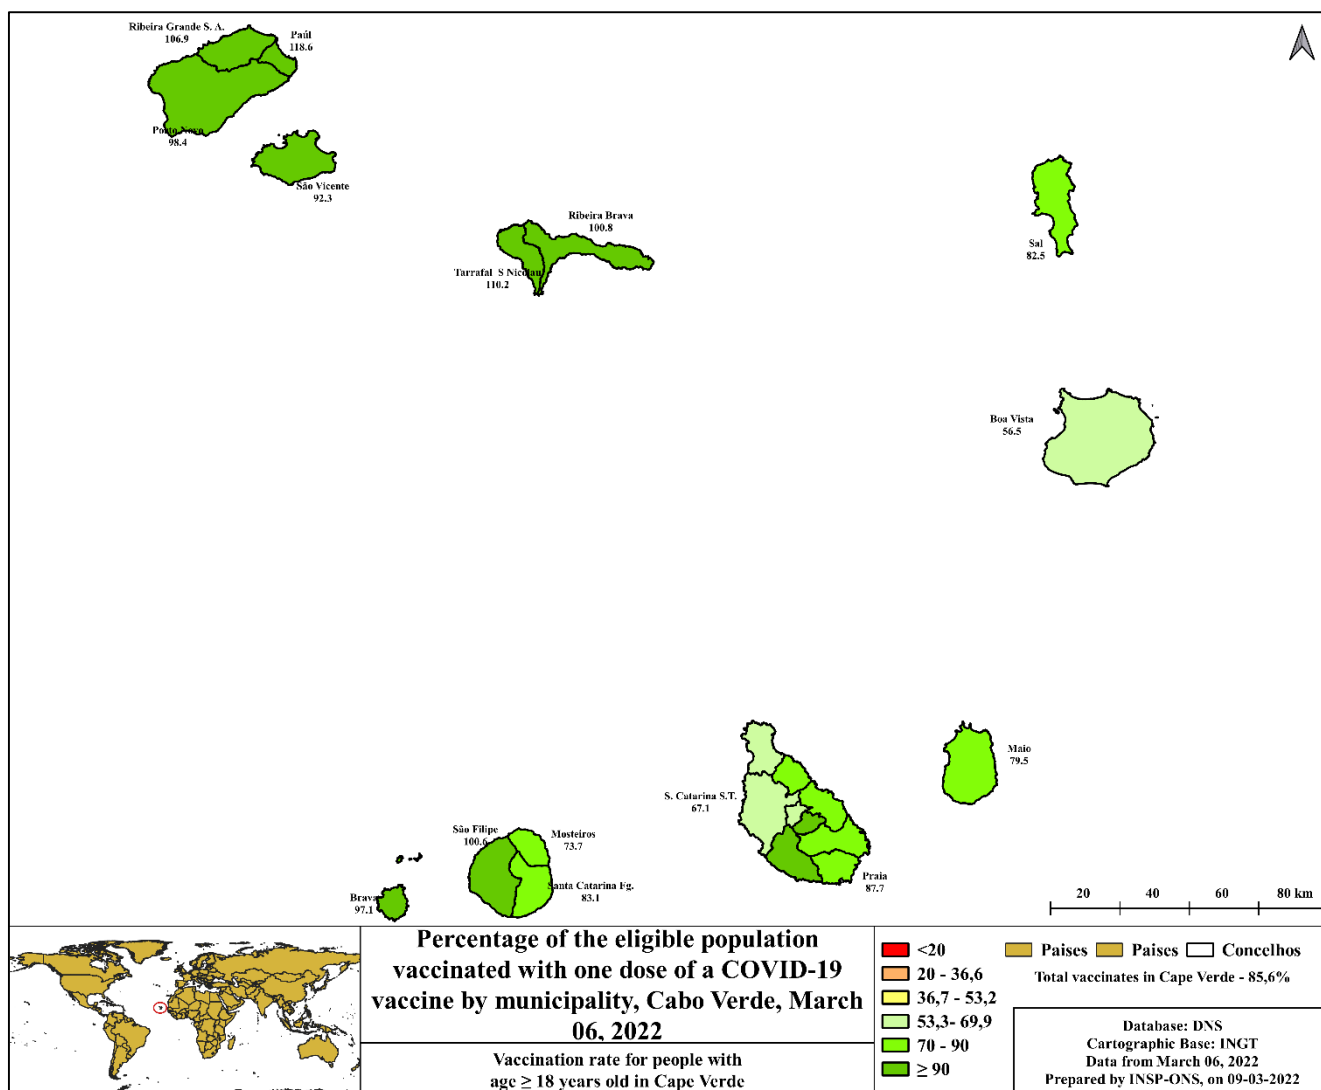 Ribeira Grande S. A.
106.9
Paúl
118.6
Porto Novo
98.4
São Vicente
92.3
Ribeira Brava
100.8
Tarrafal S Nicolau
110.2
Sal
82.5
Boa Vista
56.5
Maio
79.5
S. Catarina S.T.
67.1
Praia
87.7
São Filipe
100.6
Mosteiros
73.7
Santa Catarina Fg.
83.1
Brava
97.1
20 40 60 80 km
Percentage of the eligible population
vaccinated with one dose of a COVID-19
vaccine by municipality, Cabo Verde, March
06, 2022
Vaccination rate for people with
age ≥ 18 years old in Cape Verde
<20
20 - 36,6
36,7 - 53,2
53,3- 69,9
70 - 90
≥ 90
Paises Paises Concelhos
Total vaccinates in Cape Verde - 85,6%
Database: DNS
Cartographic Base: INGT
Data from March 06, 2022
Prepared by INSP-ONS, on 09-03-2022